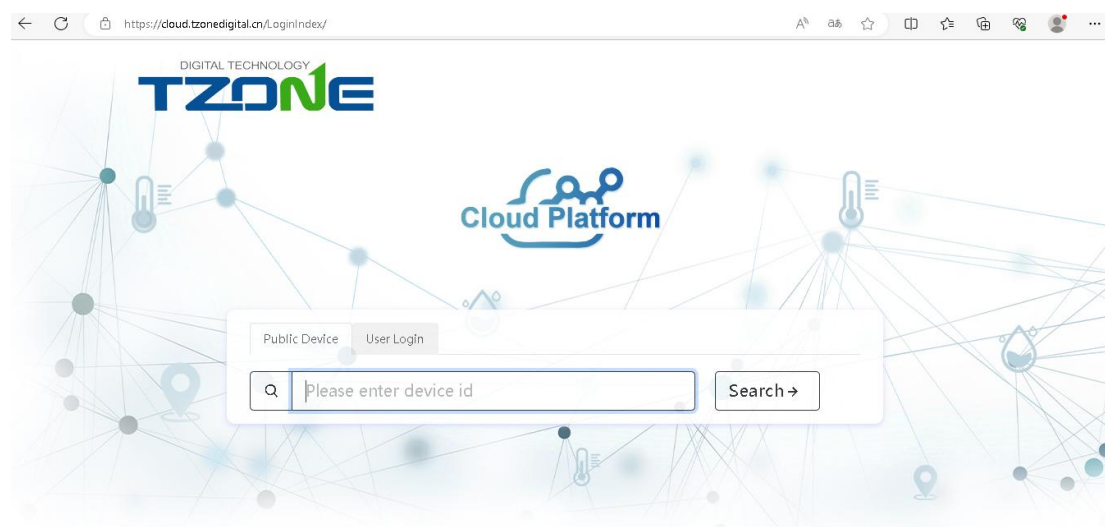 https://cloud.tzonedigital.cn/LoginIndex/
DIGITAL TECHNOLOGY
TZONE
Cloud Platform
Public Device User Login
Please enter device id Search→